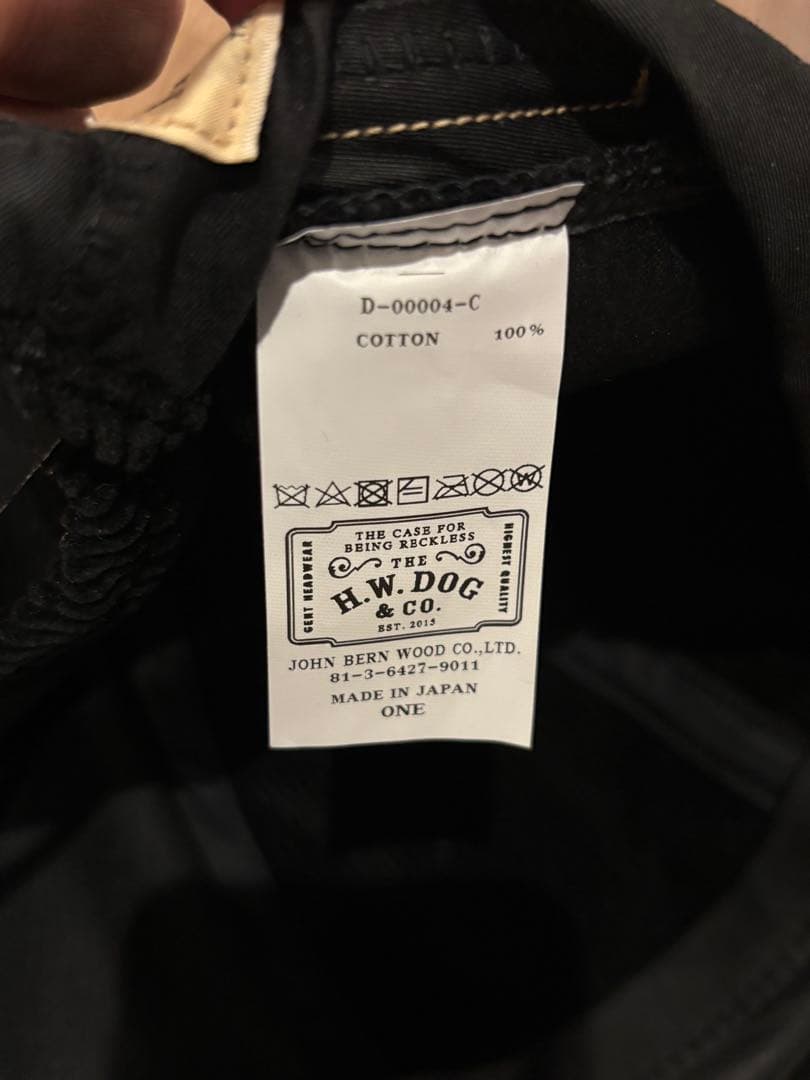 D-00004-C
COTTON 100%
W
THE CASE FOR
BEING RECKLESS
THE
H.W. DOG
& CO.
EST. 2015
GENT HEADWEAR
HIGHEST QUALITY
JOHN BERN WOOD CO.,LTD.
81-3-6427-9011
MADE IN JAPAN
ONE